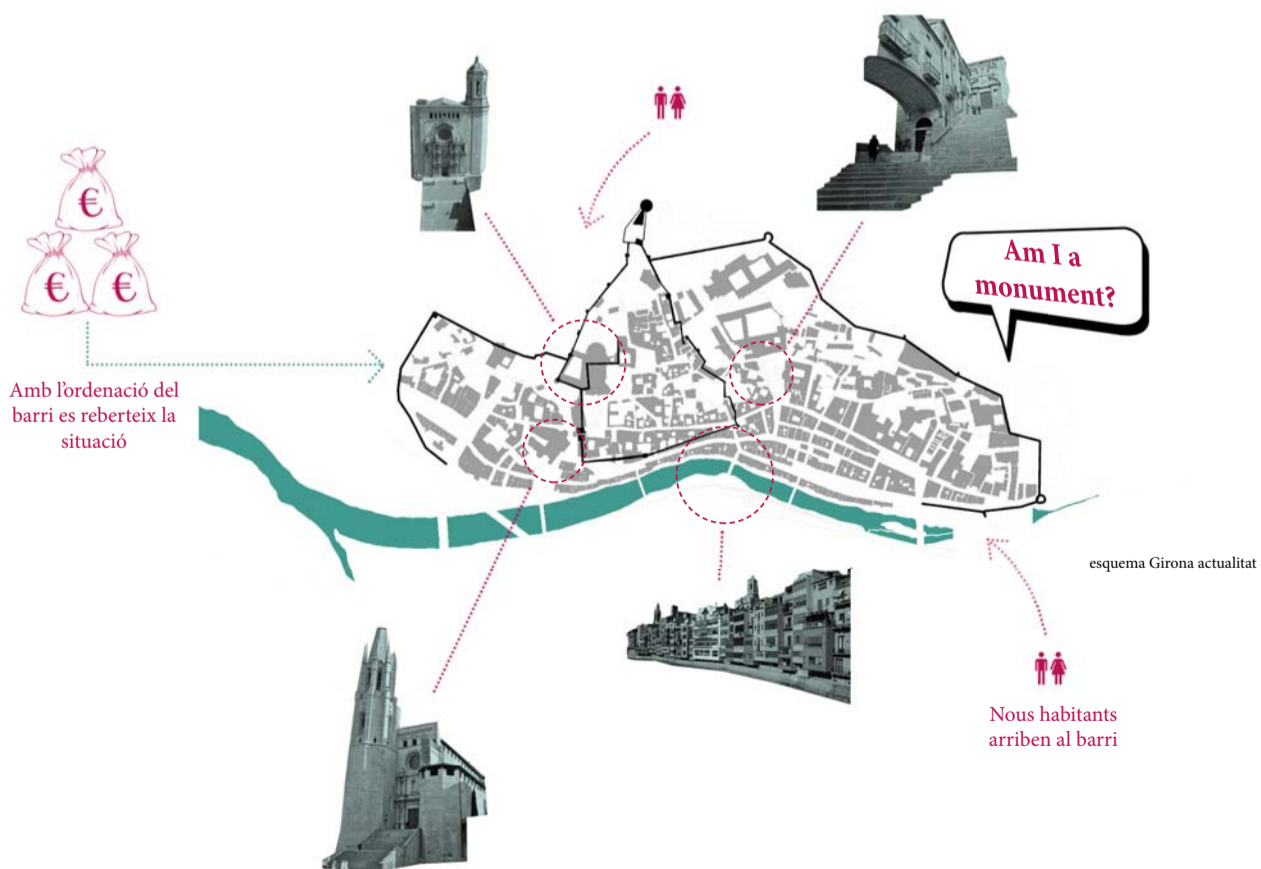 Am I a
monument?
€
€
€
Amb l’ordenació del
barri es reberteix la
situació
esquema Girona actualitat
Nous habitants
arriben al barri